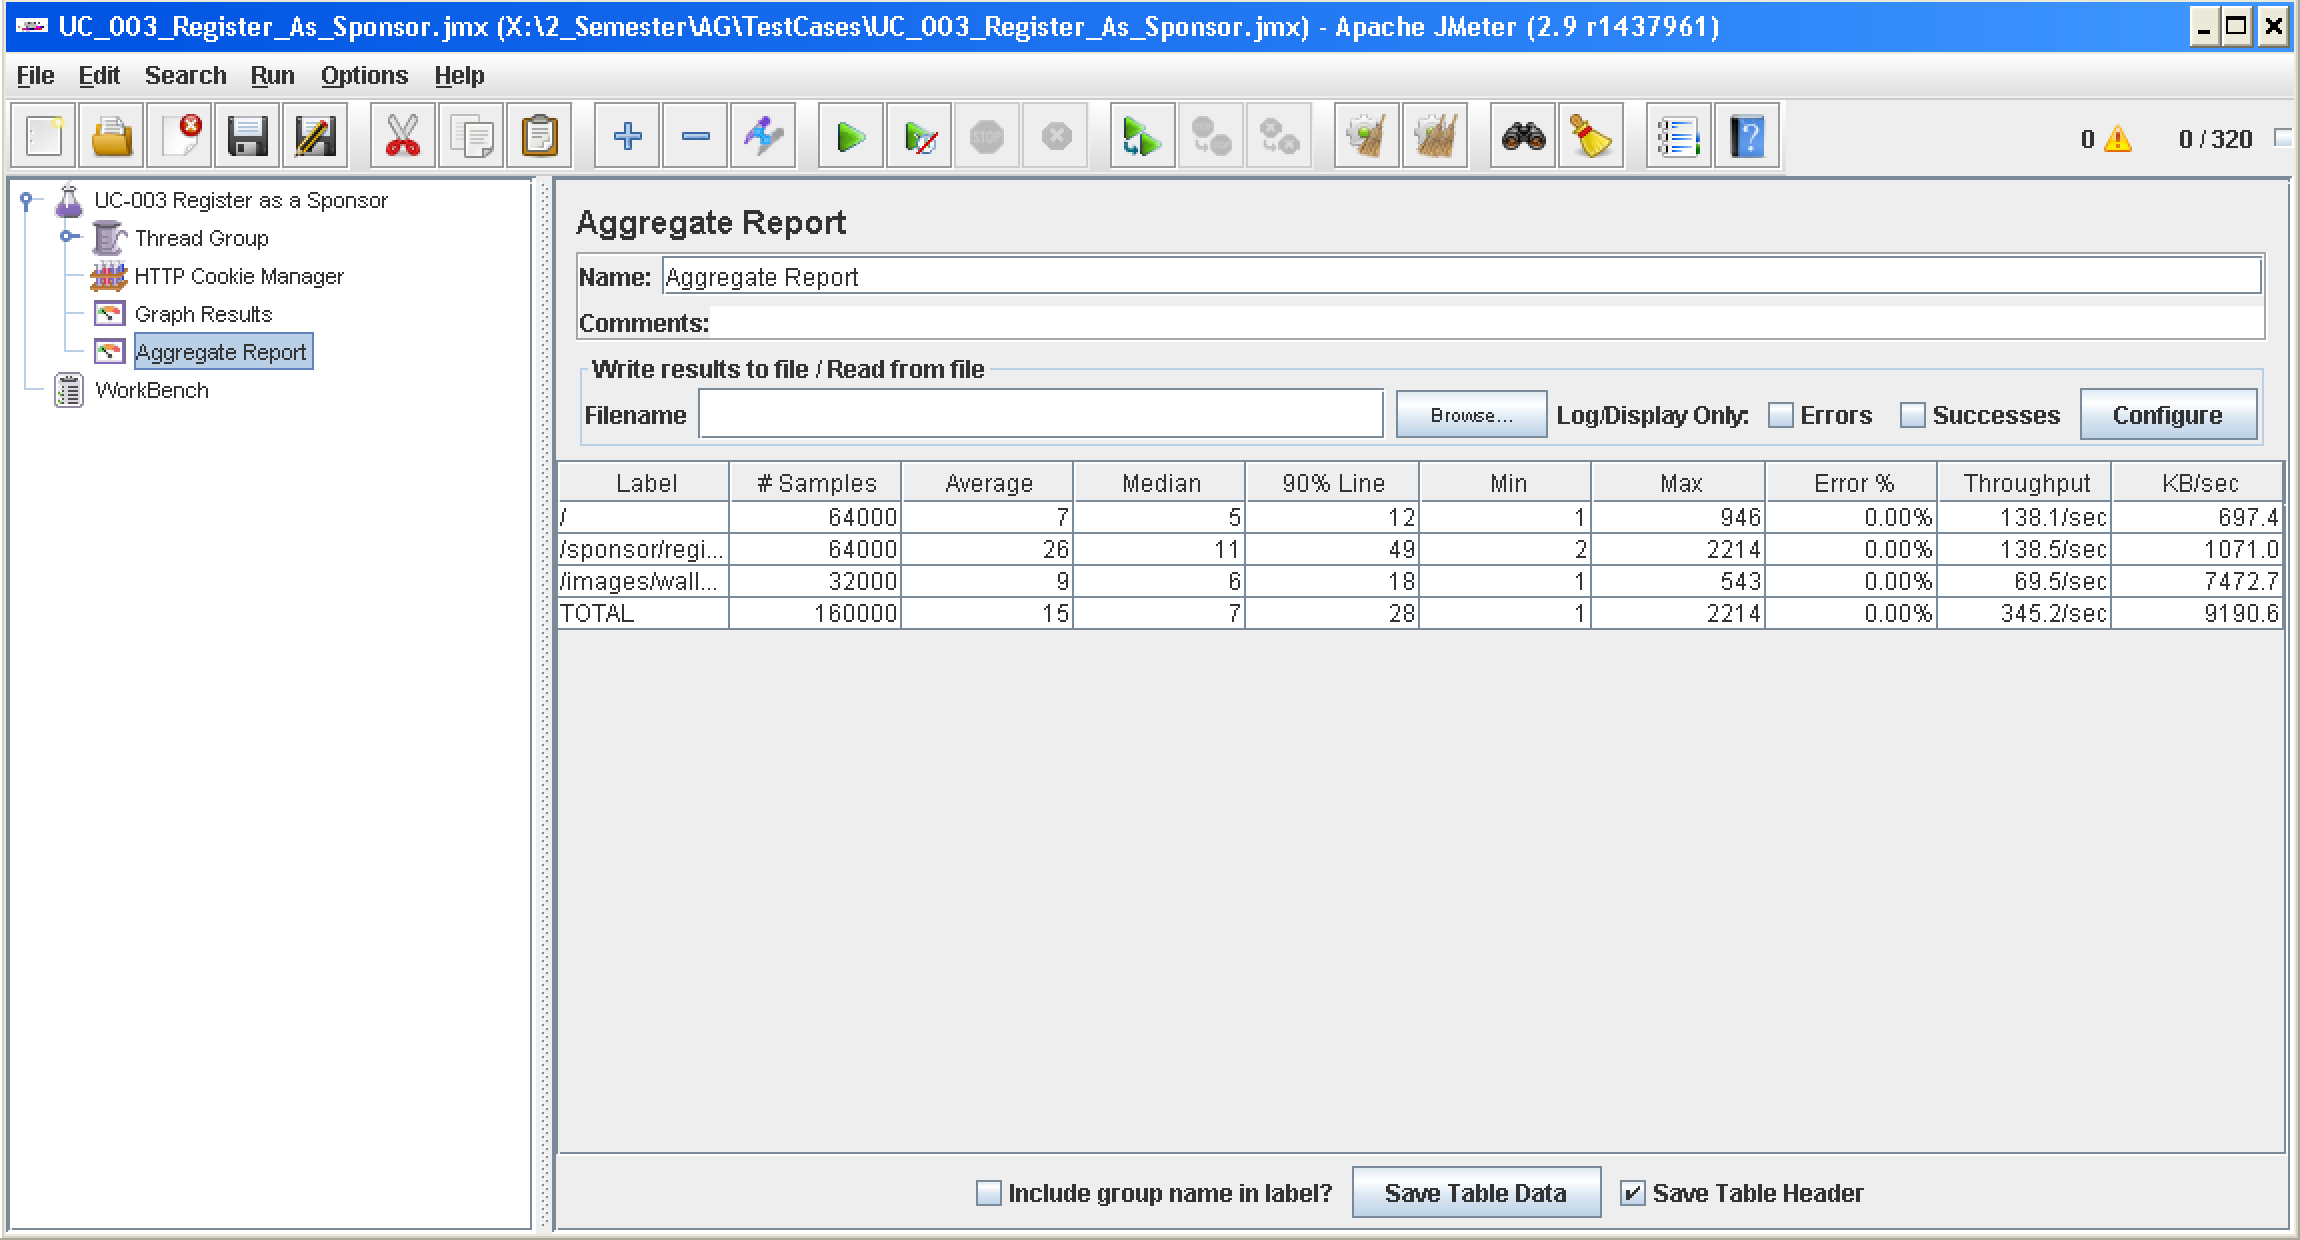 UC_003_Register_As_Sponsor.jmx (X:\2_Semester\AG\TestCases\UC_003_Register_As_Sponsor.jmx) - Apache JMeter (2.9 r1437961)
File Edit Search Run Options Help
0 0 / 320
UC-003 Register as a Sponsor
Thread Group
HTTP Cookie Manager
Graph Results
Aggregate Report
WorkBench
Aggregate Report
Name: Aggregate Report
Comments:
Write results to file / Read from file
Filename Browse... Log/Display Only: Errors Successes Configure
Label # Samples Average Median 90% Line Min Max Error % Throughput KB/sec
/ 64000 7 5 12 1 946 0.00% 138.1/sec 697.4
/sponsor/regi... 64000 26 11 49 2 2214 0.00% 138.5/sec 1071.0
/images/wall... 32000 9 6 18 1 543 0.00% 69.5/sec 7472.7
TOTAL 160000 15 7 28 1 2214 0.00% 345.2/sec 9190.6
Include group name in label? Save Table Data Save Table Header